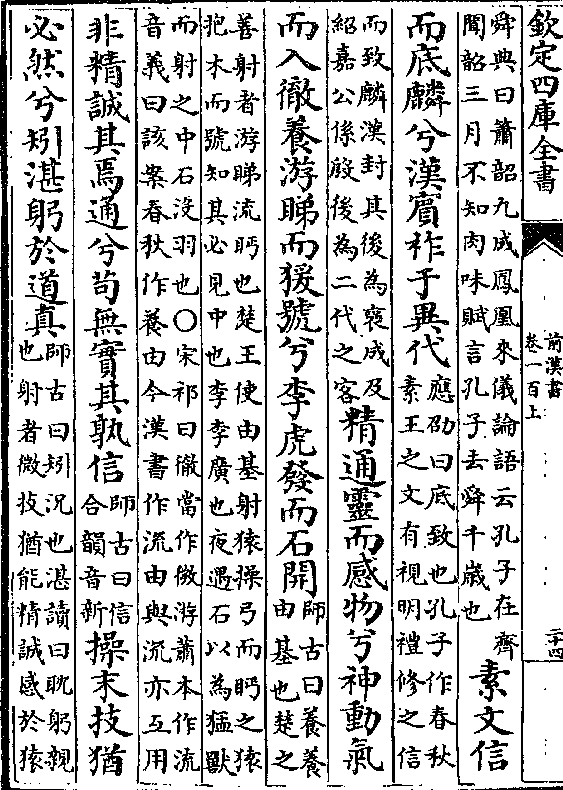 欽定四庫全書
前漢書
卷一百上
二十四
舜典曰簫韶九成鳳凰來儀論語云孔子在齊
聞韶三月不知肉味賦言孔子去舜千歲也
素文信
而底麟兮漢賔祚于異代
應劭曰底致也孔子作春秋
素王之文有視明禮修之信
而致麟漢封其後為襃成及
紹嘉公係殷後為二代之客
精通靈而感物兮神動氣
而入徹養游睇而猨號兮李虎發而石開
師古曰養養
由基也楚之
善射者游睇流眄也楚王使由基射猿操弓而眄之猿
抱木而號知其必見中也李李廣也夜遇石以為猛獸
而射之中石沒羽也○宋祁曰徹當作微游蕭本作流
音義曰該案春秋作養由今漢書作流由與流亦互用
非精誠其焉通兮茍無實其孰信
師古曰信
合韻音新
操末技猶
必然兮矧湛躬於道真
師古曰矧況也湛讀曰耽躬親
也射者微技猶能精誠感於猿